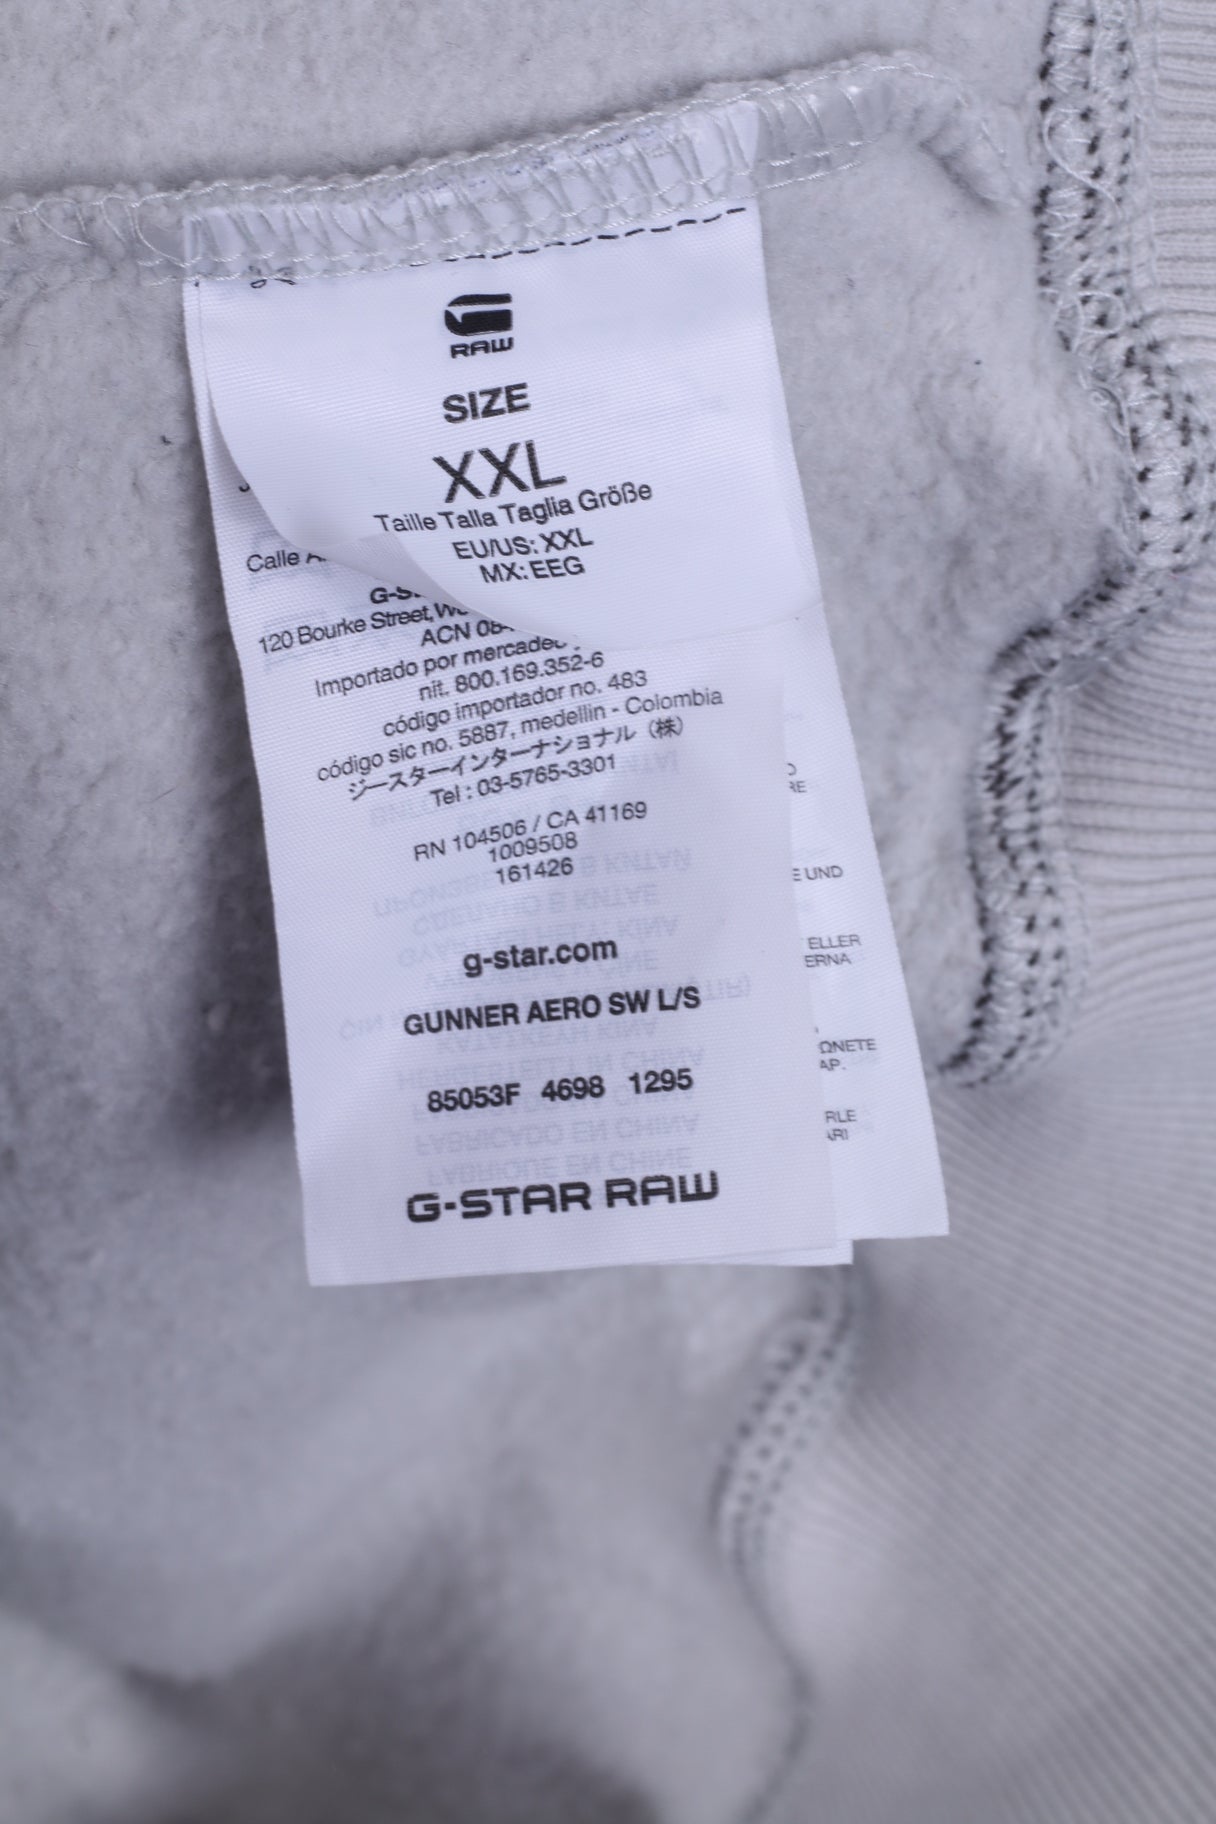 RAW
SIZE
XXL
Taille Talla Taglia Größe
EU/US: XXL
MX: EEG
Calle
120 Bourke Street,
ACN
Importado por
nit. 800.169.352-6
código importador no. 483
código sic no. 5887, medellin - Colombia
ジースターインターナショナル（株）
Tel : 03-5765-3301
RN 104506 / CA 41169
1009508
161426
g-star.com
GUNNER AERO SW L/S
85053F 4698 1295
G-STAR RAW
UND